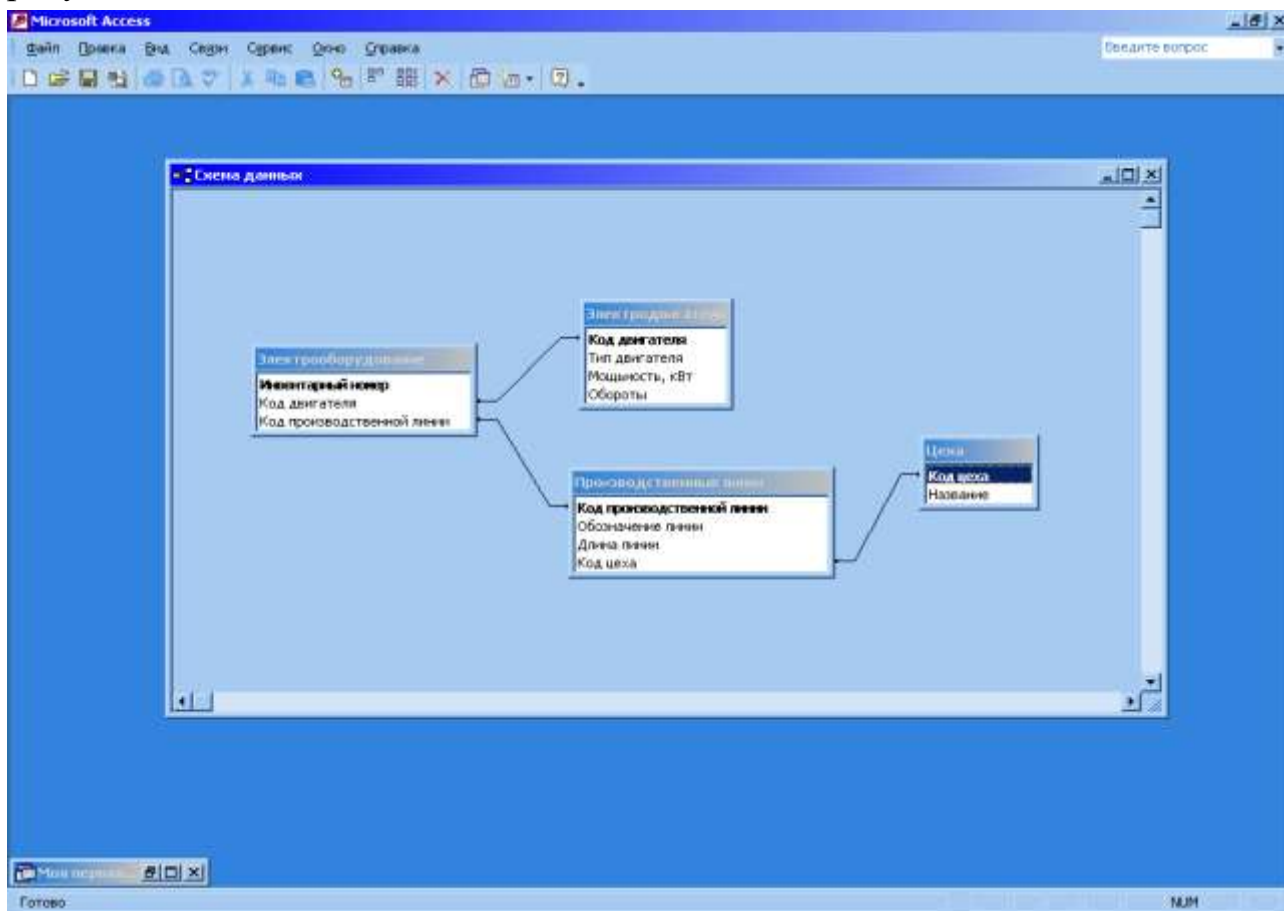 Microsoft Access
Файл Правка Вид Связи Сервис Окно Справка
Введите вопрос
Схема данных
Электрооборудование
Инвентарный номер
Код двигателя
Код производственной линии
Код двигателя
Тип двигателя
Мощьность, кВт
Обороты
Производственные линии
Код производственной линии
Обозначение линии
Длина линии
Код цеха
Цеха
Код цеха
Название
Моя
Готово
NUM